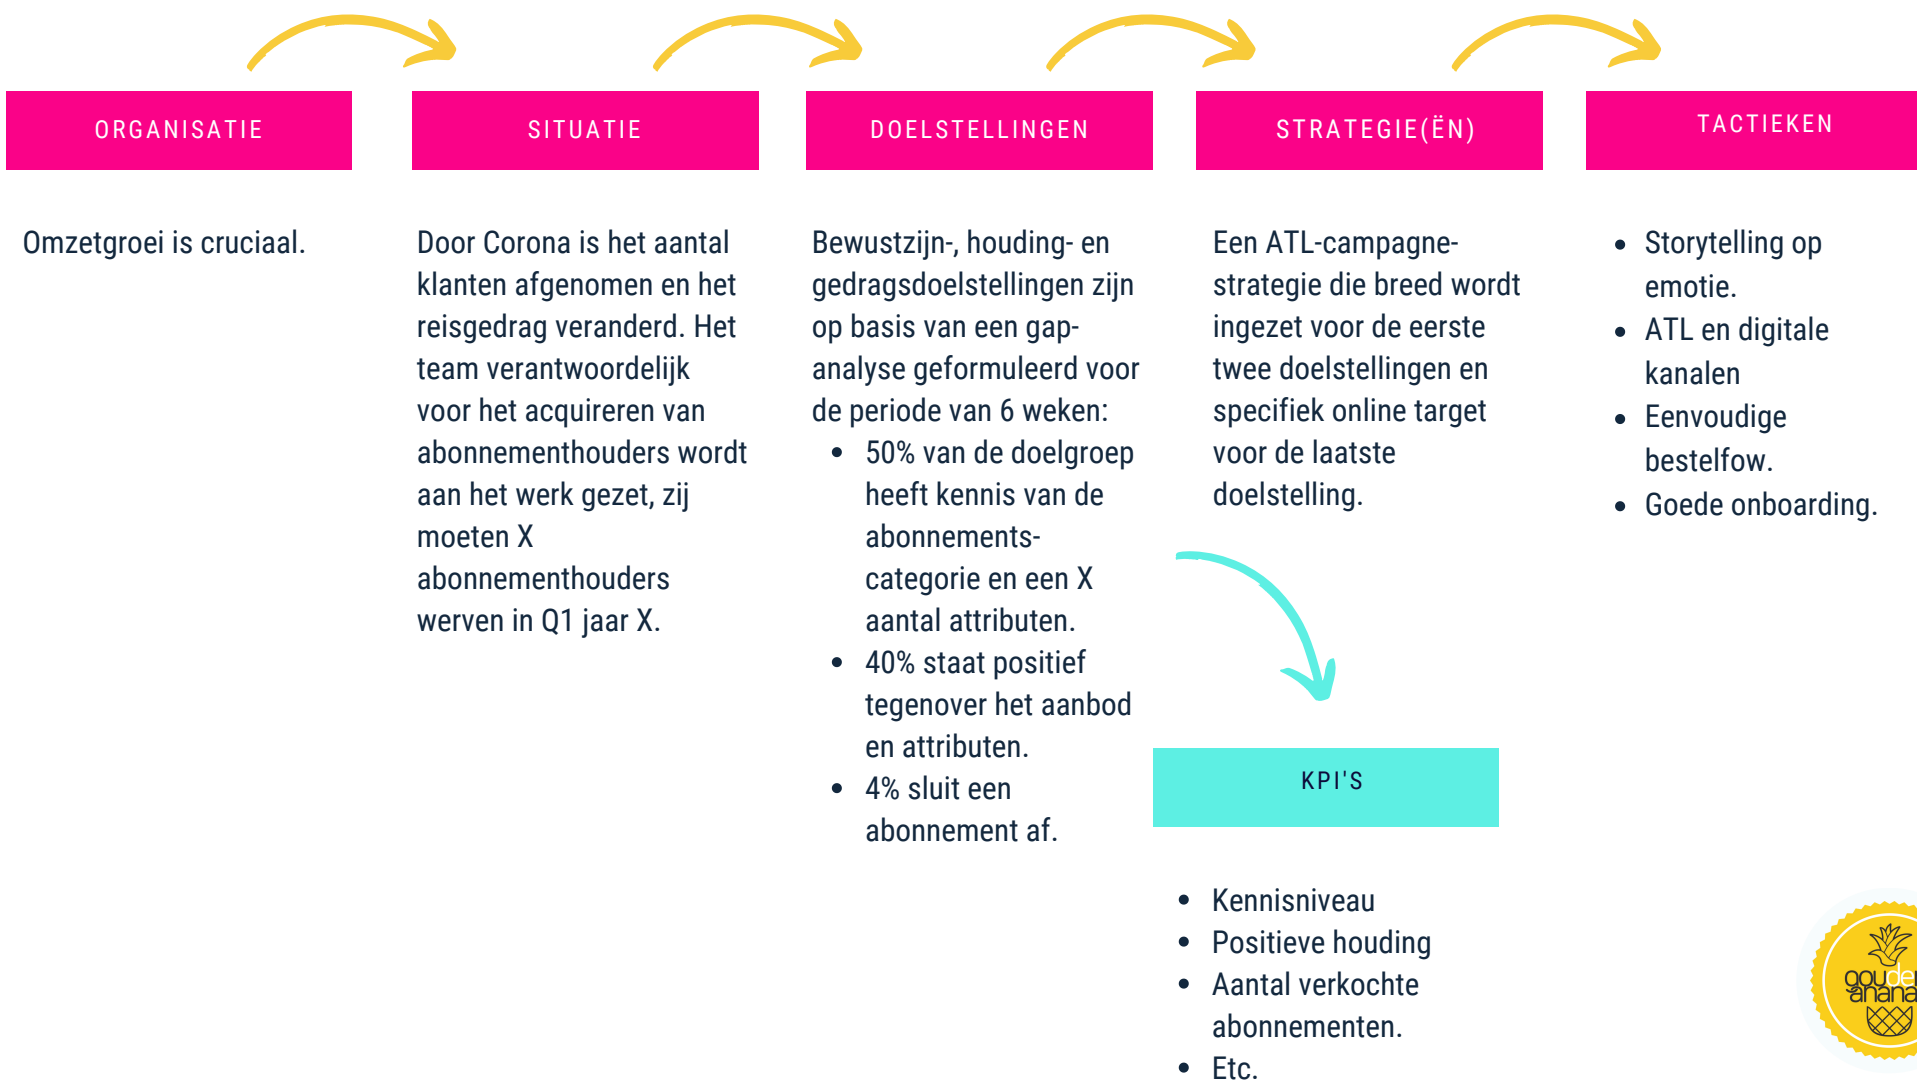 ORGANISATIE
Omzetgroei is cruciaal.
SITUATIE
Door Corona is het aantal
klanten afgenomen en het
reisgedrag veranderd. Het
team verantwoordelijk
voor het acquireren van
abonnementhouders wordt
aan het werk gezet, zij
moeten X
abonnementhouders
werven in Q1 jaar X.
DOELSTELLINGEN
Bewustzijn-, houding- en
gedragsdoelstellingen zijn
op basis van een gap-
analyse geformuleerd voor
de periode van 6 weken:
• 50% van de doelgroep
heeft kennis van de
abonnements-
categorie en een X
aantal attributen.
• 40% staat positief
tegenover het aanbod
en attributen.
• 4% sluit een
abonnement af.
STRATEGIE(ËN)
Een ATL-campagne-
strategie die breed wordt
ingezet voor de eerste
twee doelstellingen en
specifiek online target
voor de laatste
doelstelling.
KPI'S
• Kennisniveau
• Positieve houding
• Aantal verkochte
abonnementen.
• Etc.
TACTIEKEN
• Storytelling op
emotie.
• ATL en digitale
kanalen
• Eenvoudige
bestelfow.
• Goede onboarding.